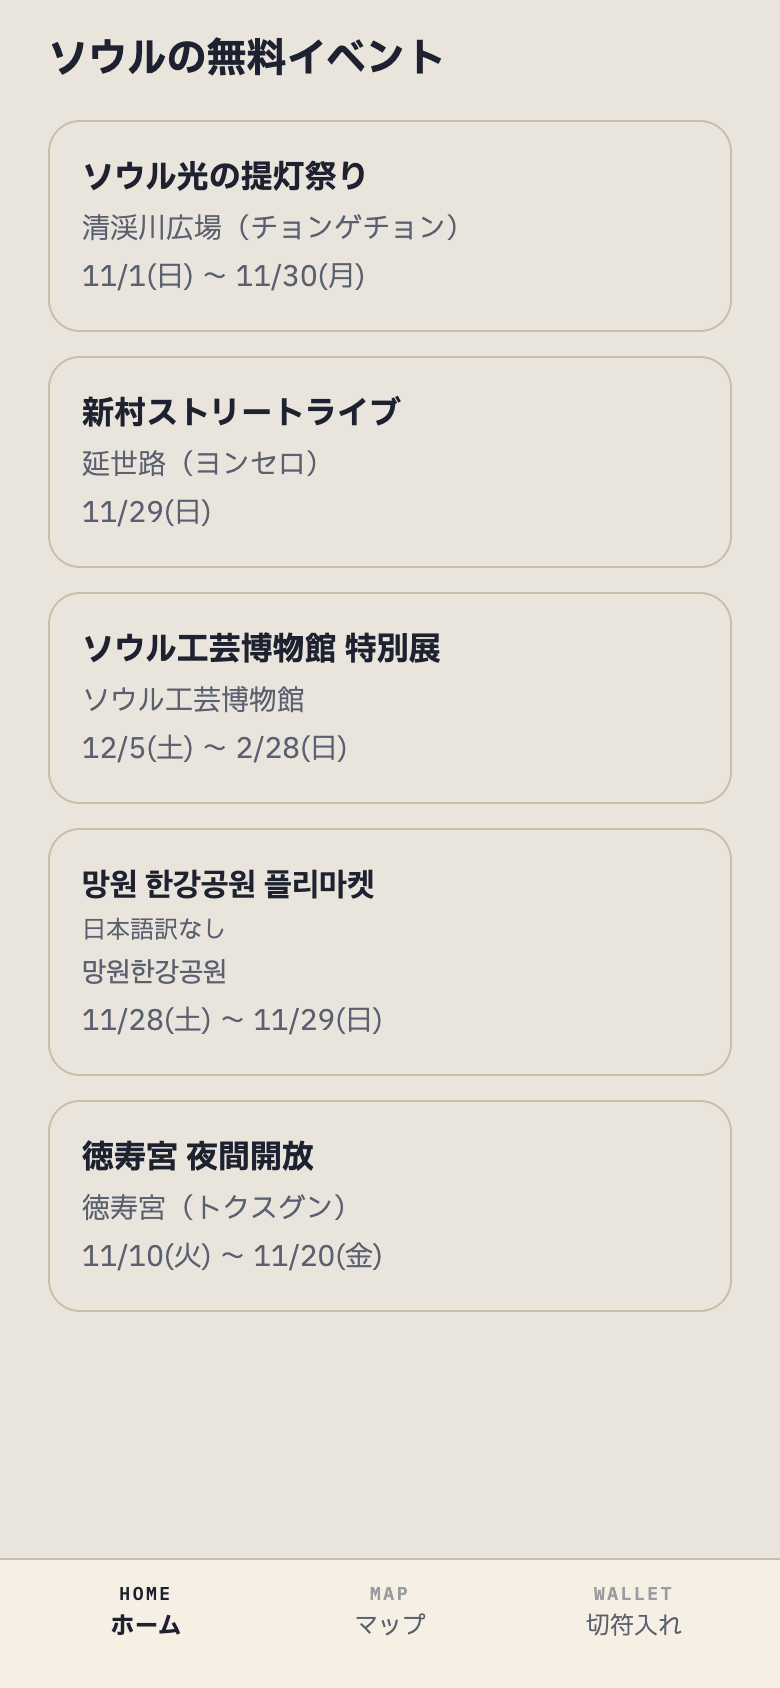 ソウルの無料イベント
ソウル光の提灯祭り
清渓川広場（チョンゲチョン）
11/1(日) 〜 11/30(月)
新村ストリートライブ
延世路（ヨンセロ）
11/29(日)
ソウル工芸博物館 特別展
ソウル工芸博物館
12/5(土) 〜 2/28(日)
망원 한강공원 플리마켓
日本語訳なし
망원한강공원
11/28(土) 〜 11/29(日)
徳寿宮 夜間開放
徳寿宮（トクスグン）
11/10(火) 〜 11/20(金)
HOME
ホーム
MAP
マップ
WALLET
切符入れ